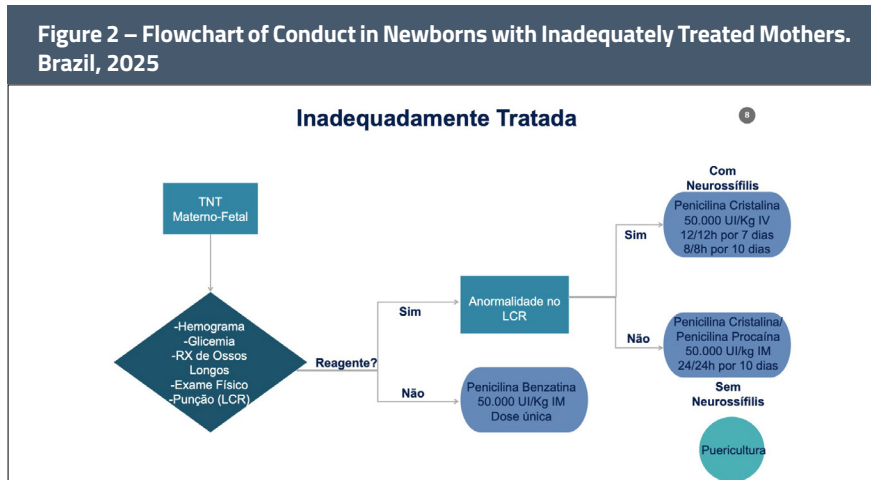 Figure 2 – Flowchart of Conduct in Newborns with Inadequately Treated Mothers.
Brazil, 2025
Inadequadamente Tratada
8
TNT
Materno-Fetal
-Hemograma
-Glicemia
-RX de Ossos
Longos
-Exame Físico
-Punção (LCR)
Reagente?
Sim
Não
Anormalidade no
LCR
Penicilina Benzatina
50.000 UI/Kg IM
Dose única
Sim
Não
Com
Neurossífilis
Penicilina Cristalina
50.000 UI/Kg IV
12/12h por 7 dias
8/8h por 10 dias
Penicilina Cristalina/
Penicilina Procaína
50.000 UI/kg IM
24/24h por 10 dias
Sem
Neurossífilis
Puericultura